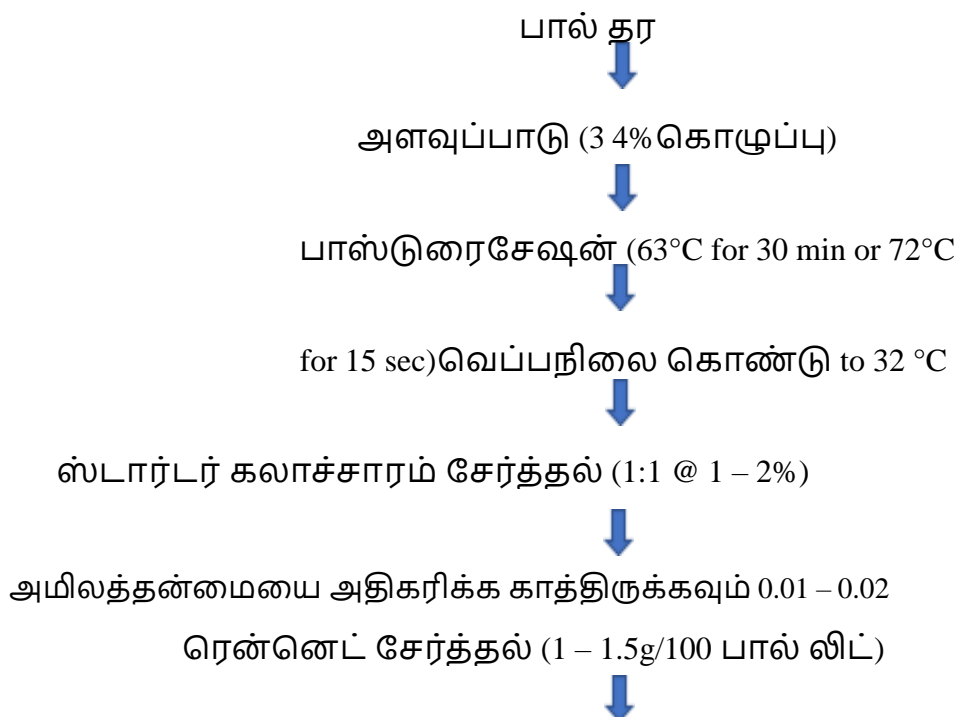 பால் தர
அளவுப்பாடு (3 4% கொழுப்பு)
பாஸ்டுரைசேஷன் (63°C for 30 min or 72°C
for 15 sec)வெப்பநிலை கொண்டு to 32 °C
ஸ்டார்டர் கலாச்சாரம் சேர்த்தல் (1:1 @ 1 – 2%)
அமிலத்தன்மையை அதிகரிக்க காத்திருக்கவும் 0.01 – 0.02
ரென்னெட் சேர்த்தல் (1 – 1.5g/100 பால் லிட்)